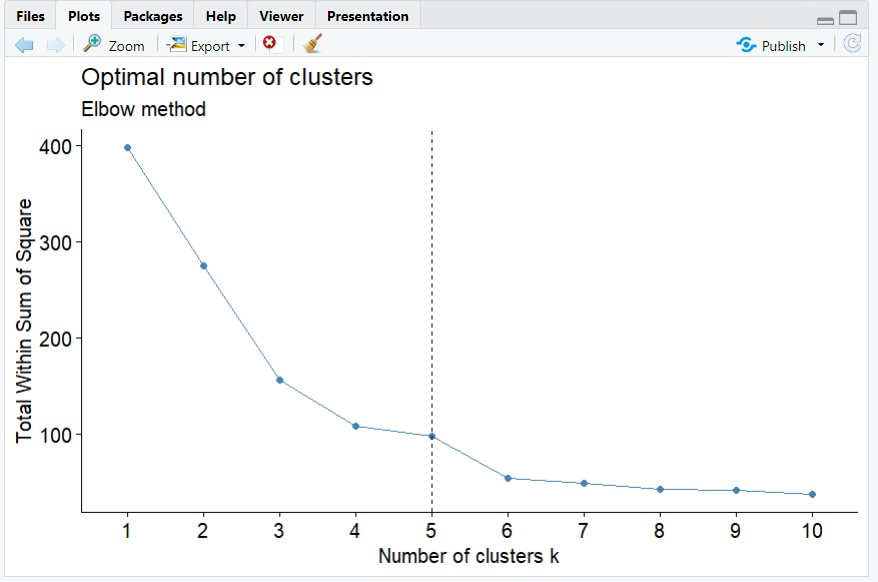 Files Plots Packages Help Viewer Presentation
Zoom Export Publish
Optimal number of clusters
Elbow method
400
300
200
100
Total Within Sum of Square
1 2 3 4 5 6 7 8 9 10
Number of clusters k